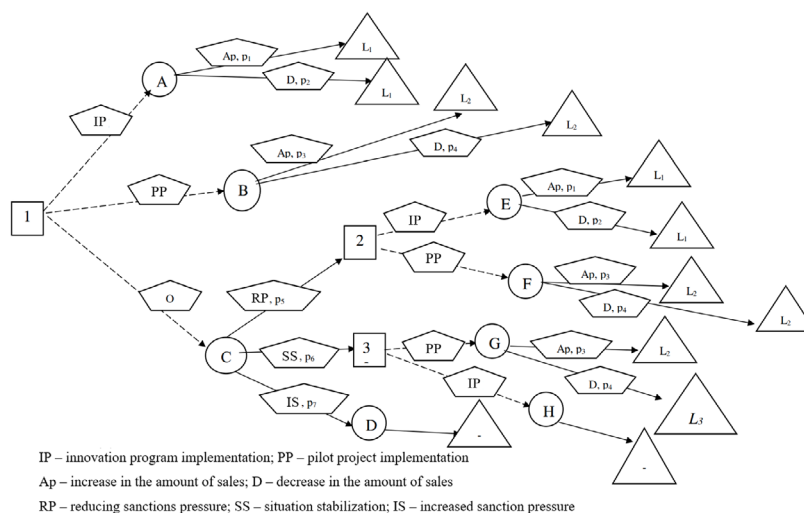 Ap, p1
L1
A
D, p2
L1
IP
L2
Ap, p3
D, p4
L2
PP
B
1
Ap, p1
L1
IP
E
D, p2
L1
2
PP
F
Ap, p3
L2
D, p4
L2
O
RP, p5
C
SS, p6
3
-
PP
G
Ap, p3
L2
D, p4
L3
IP
H
IS, p7
D
-
-
IP – innovation program implementation; PP – pilot project implementation
Ap – increase in the amount of sales; D – decrease in the amount of sales
RP – reducing sanctions pressure; SS – situation stabilization; IS – increased sanction pressure